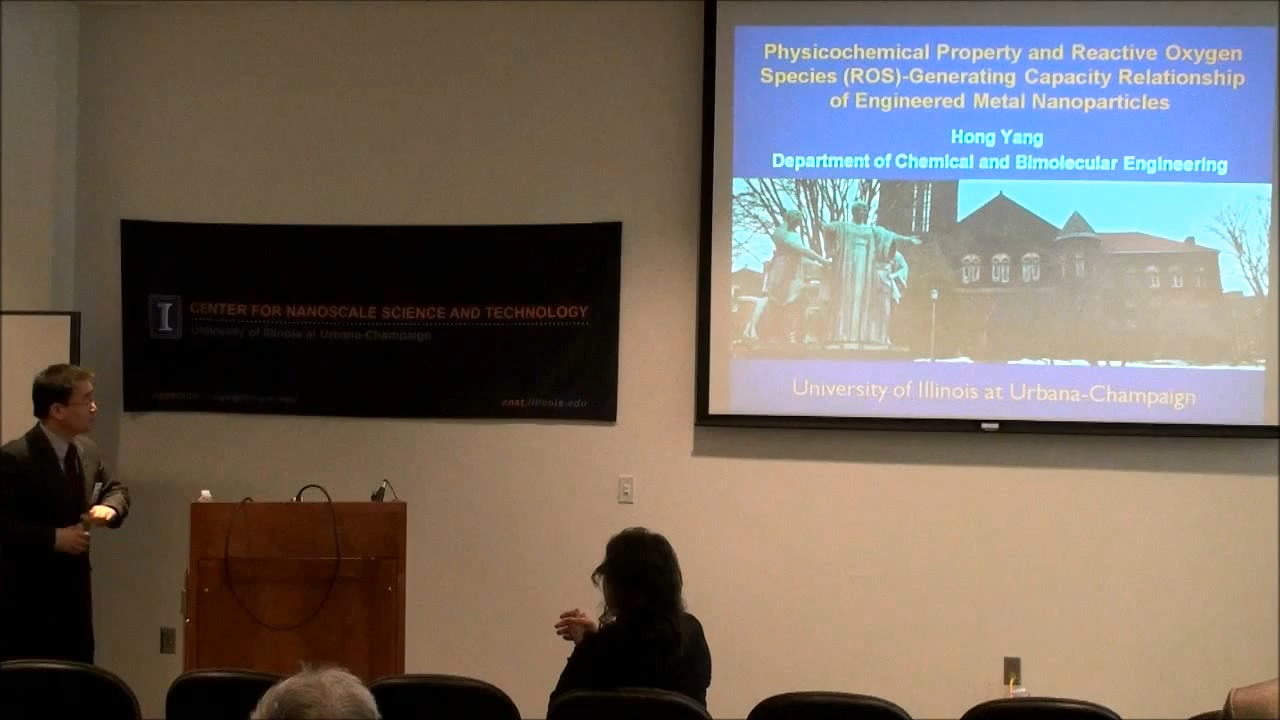 Physicochemical Property and Reactive Oxygen
Species (ROS)-Generating Capacity Relationship
of Engineered Metal Nanoparticles
Hong Yang
Department of Chemical and Bimolecular Engineering
University of Illinois at Urbana-Champaign
I
CENTER FOR NANOSCALE SCIENCE AND TECHNOLOGY
University of Illinois at Urbana-Champaign
cnst.illinois.edu